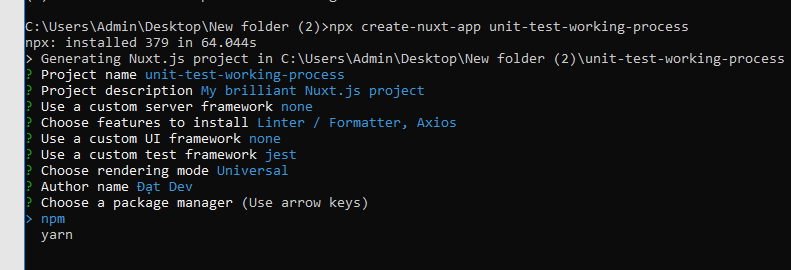 C:\Users\Admin\Desktop\New folder (2)>npx create-nuxt-app unit-test-working-process
npx: installed 379 in 64.044s
> Generating Nuxt.js project in C:\Users\Admin\Desktop\New folder (2)\unit-test-working-process
? Project name unit-test-working-process
? Project description My brilliant Nuxt.js project
? Use a custom server framework none
? Choose features to install Linter / Formatter, Axios
? Use a custom UI framework none
? Use a custom test framework jest
? Choose rendering mode Universal
? Author name Đạt Dev
? Choose a package manager (Use arrow keys)
> npm
yarn